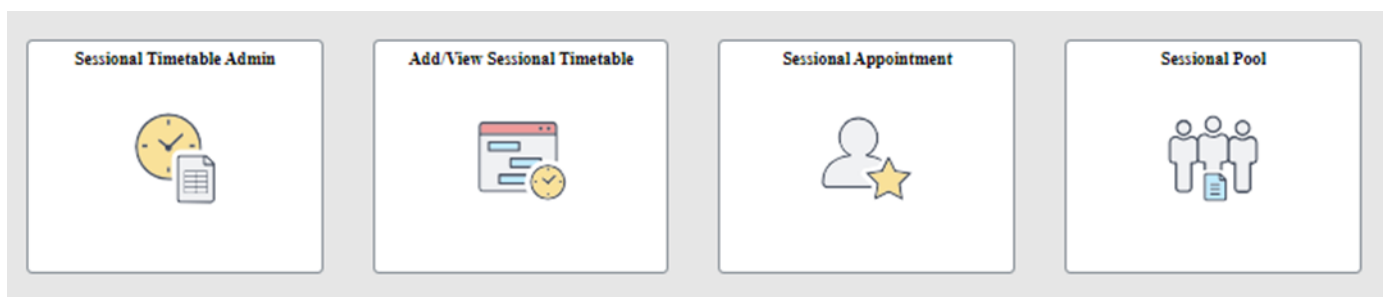 Sessional Timetable Admin
Add/View Sessional Timetable
Sessional Appointment
Sessional Pool